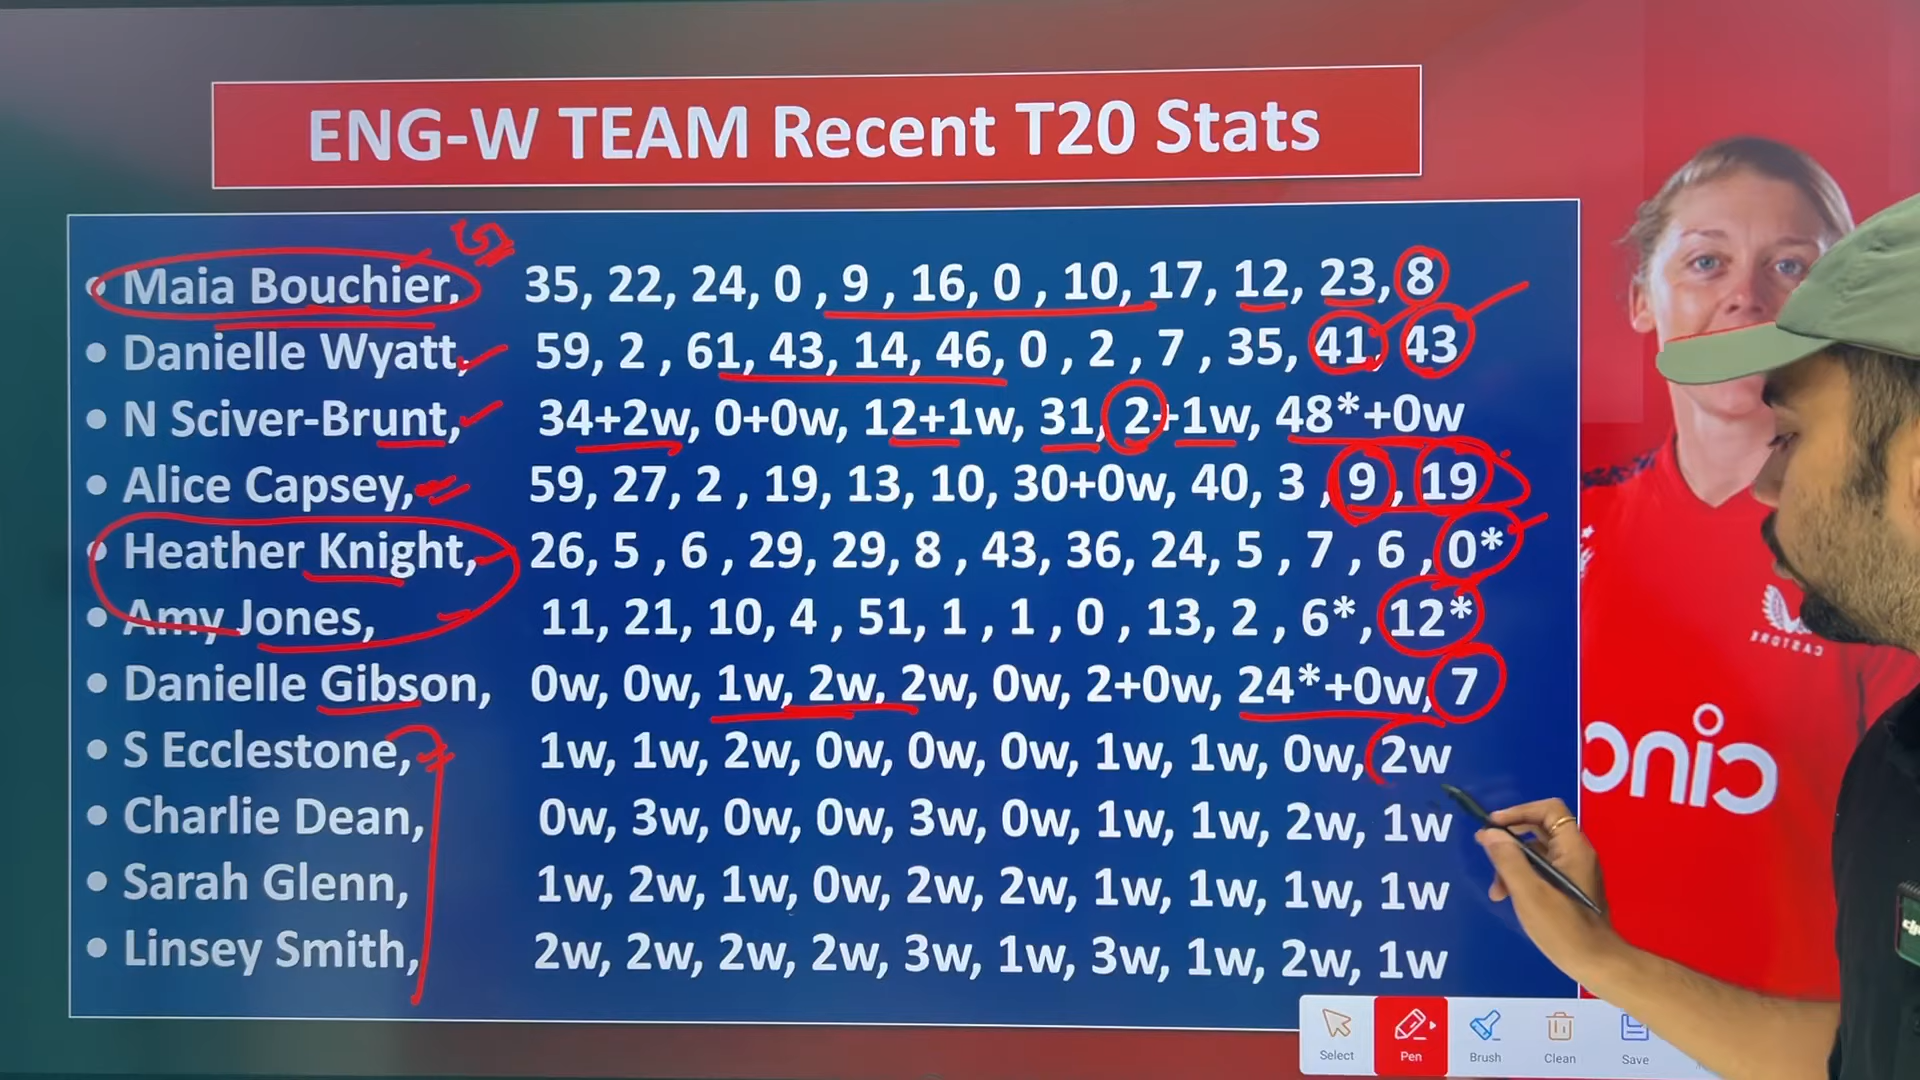 ENG-W TEAM Recent T20 Stats
• Maia Bouchier, 35, 22, 24, 0 , 9 , 16, 0 , 10, 17, 12, 23, 8
• Danielle Wyatt, 59, 2 , 61, 43, 14, 46, 0 , 2 , 7 , 35, 41, 43
• N Sciver-Brunt, 34+2w, 0+0w, 12+1w, 31, 2+1w, 48*+0w
• Alice Capsey, 59, 27, 2 , 19, 13, 10, 30+0w, 40, 3 , 9 , 19
• Heather Knight, 26, 5 , 6 , 29, 29, 8 , 43, 36, 24, 5 , 7 , 6 , 0*
• Amy Jones, 11, 21, 10, 4 , 51, 1 , 1 , 0 , 13, 2 , 6*, 12*
• Danielle Gibson, 0w, 0w, 1w, 2w, 2w, 0w, 2+0w, 24*+0w, 7
• S Ecclestone, 1w, 1w, 2w, 0w, 0w, 0w, 1w, 1w, 0w, 2w
• Charlie Dean, 0w, 3w, 0w, 0w, 3w, 0w, 1w, 1w, 2w, 1w
• Sarah Glenn, 1w, 2w, 1w, 0w, 2w, 2w, 1w, 1w, 1w, 1w
• Linsey Smith, 2w, 2w, 2w, 2w, 3w, 1w, 3w, 1w, 2w, 1w
CASTORE
Select Pen Brush Clean Save